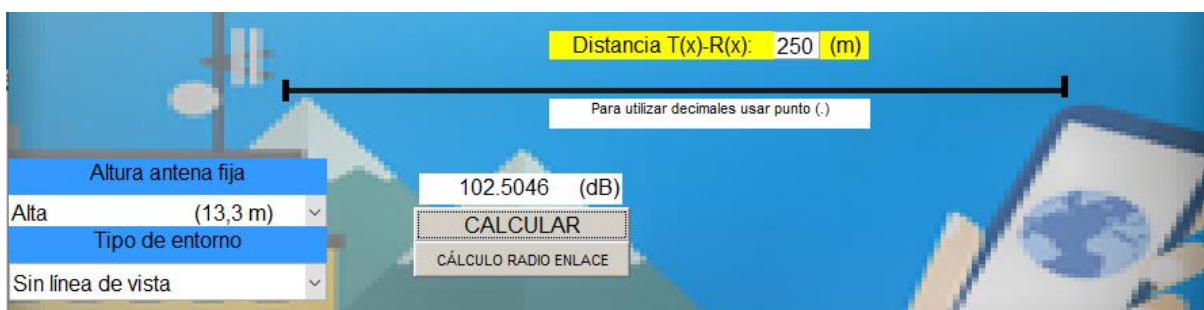 Distancia T(x)-R(x): 250 (m)
Para utilizar decimales usar punto (.)
Altura antena fija
Alta (13,3 m)
Tipo de entorno
Sin línea de vista
102.5046 (dB)
CALCULAR
CÁLCULO RADIO ENLACE